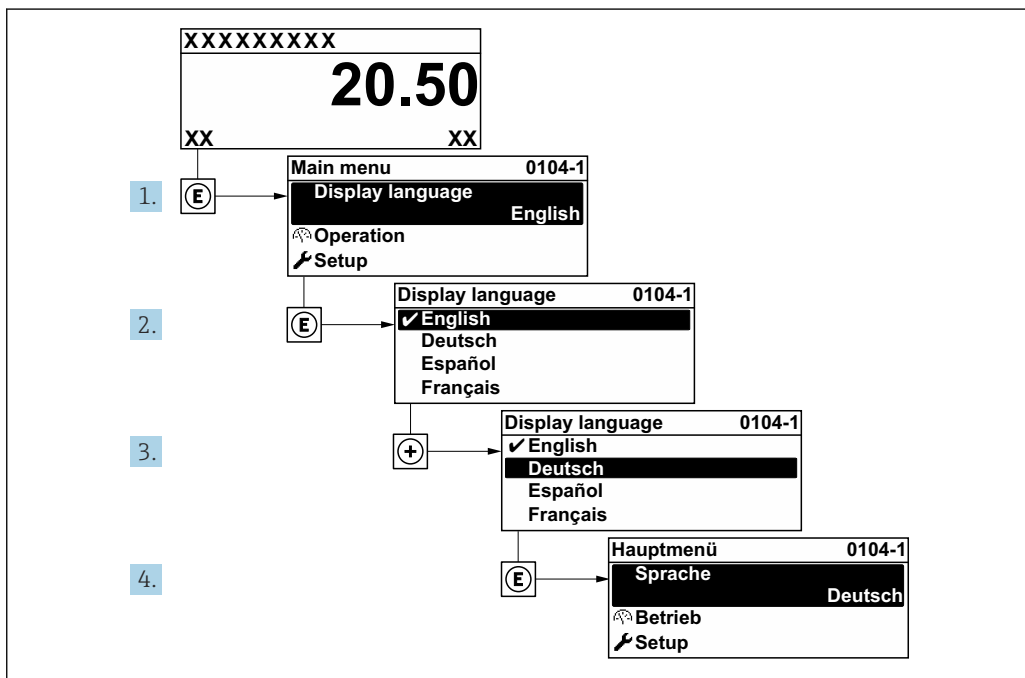 XXXXXXXXX
20.50
XX XX
1. E
Main menu 0104-1
Display language
English
Operation
Setup
2. E
Display language 0104-1
✔English
Deutsch
Español
Français
3. +
Display language 0104-1
✔English
Deutsch
Español
Français
4. E
Hauptmenü 0104-1
Sprache
Deutsch
Betrieb
Setup